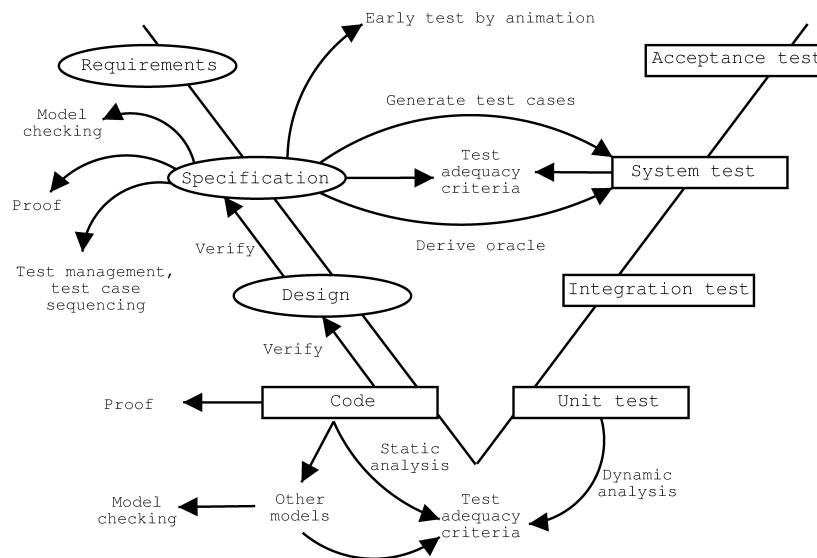 Early test by animation
Requirements
Acceptance test
Model
checking
Generate test cases
Test
adequacy
criteria
Specification
System test
Proof
Verify
Derive oracle
Test management,
test case
sequencing
Design
Integration test
Verify
Proof
Code
Unit test
Static
analysis
Dynamic
analysis
Model
checking
Other
models
Test
adequacy
criteria